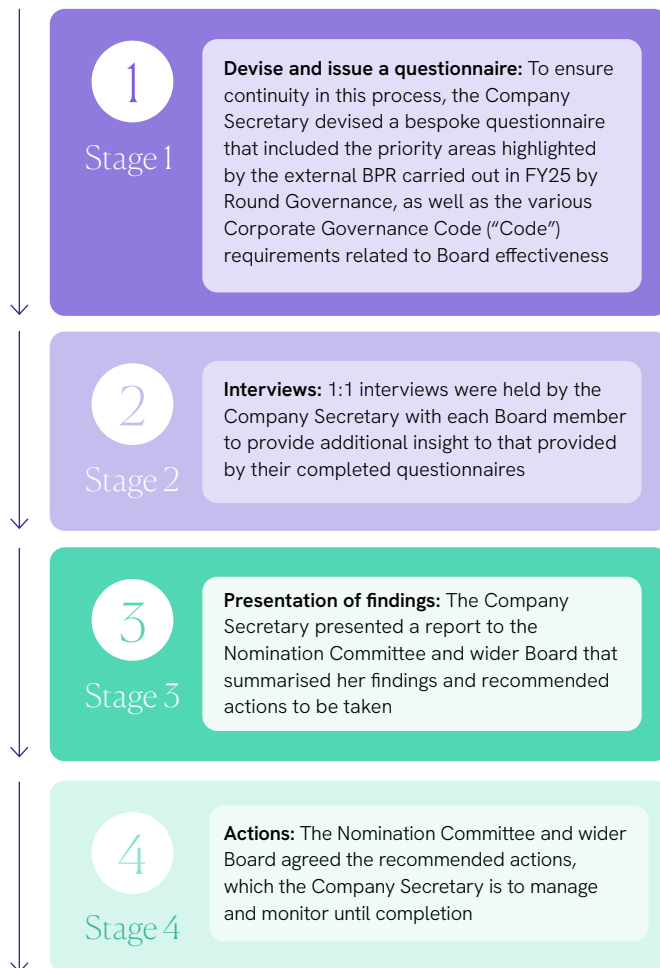 1
Stage 1
Devise and issue a questionnaire: To ensure
continuity in this process, the Company
Secretary devised a bespoke questionnaire
that included the priority areas highlighted
by the external BPR carried out in FY25 by
Round Governance, as well as the various
Corporate Governance Code (“Code”)
requirements related to Board effectiveness
2
Stage 2
Interviews: 1:1 interviews were held by the
Company Secretary with each Board member
to provide additional insight to that provided
by their completed questionnaires
3
Stage 3
Presentation of findings: The Company
Secretary presented a report to the
Nomination Committee and wider Board that
summarised her findings and recommended
actions to be taken
4
Stage 4
Actions: The Nomination Committee and wider
Board agreed the recommended actions,
which the Company Secretary is to manage
and monitor until completion